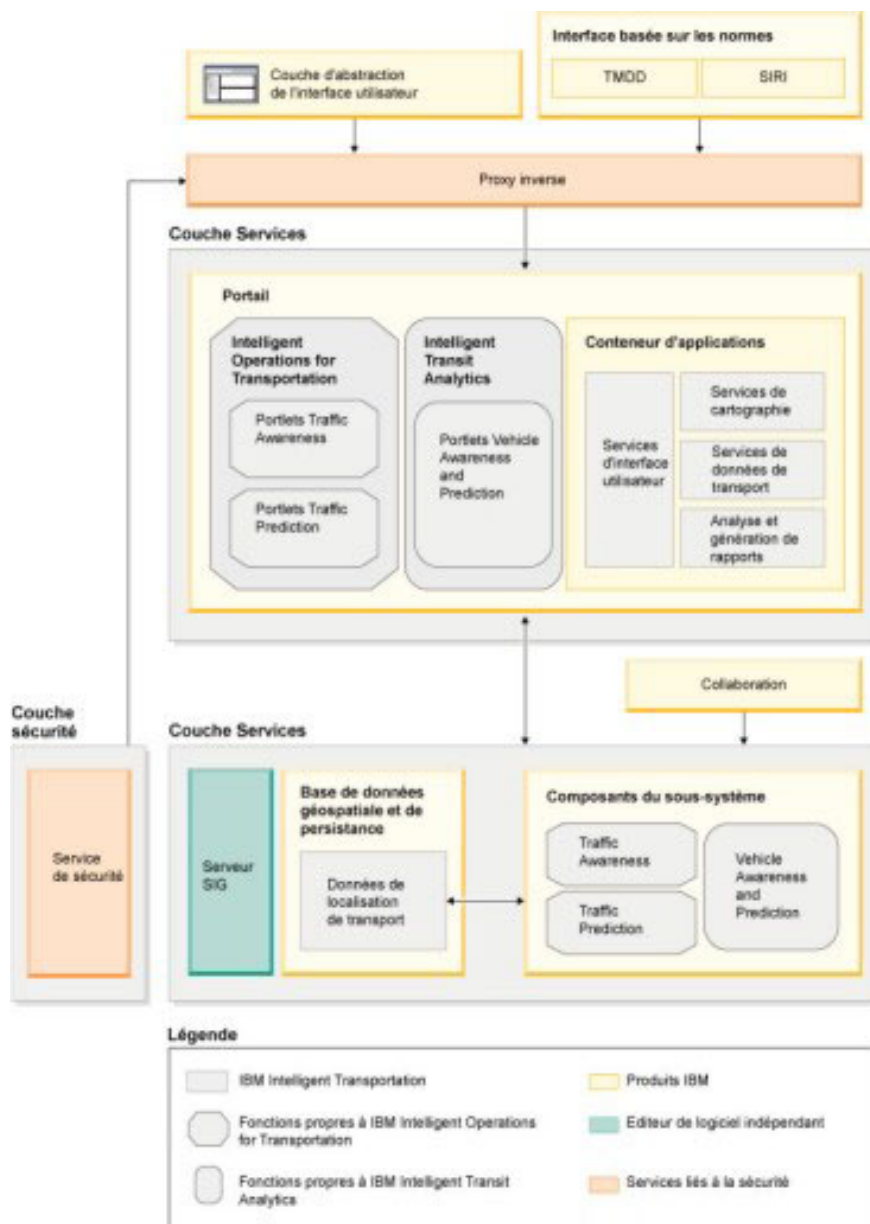 Couche d'abstraction
de l'interface utilisateur
Interface basée sur les normes
TMDD
SIRI
Proxy inverse
Couche Services
Portail
Intelligent
Operations for
Transportation
Portlets Traffic
Awareness
Portlets Traffic
Prediction
Intelligent
Transit
Analytics
Portlets Vehicle
Awareness
and
Prediction
Conteneur d'applications
Services
d'interface
utilisateur
Services de
cartographie
Services de
données de
transport
Analyse et
génération de
rapports
Collaboration
Couche
sécurité
Service
de sécurité
Couche Services
Serveur
SIG
Base de données
géospatiale et de
persistance
Données de
localisation
de transport
Composants du sous-système
Traffic
Awareness
Traffic
Prediction
Vehicle
Awareness
and
Prediction
Légende
IBM Intelligent Transportation
Fonctions propres à IBM Intelligent Operations
for Transportation
Fonctions propres à IBM Intelligent Transit
Analytics
Produits IBM
Editeur de logiciel indépendant
Services liés à la sécurité